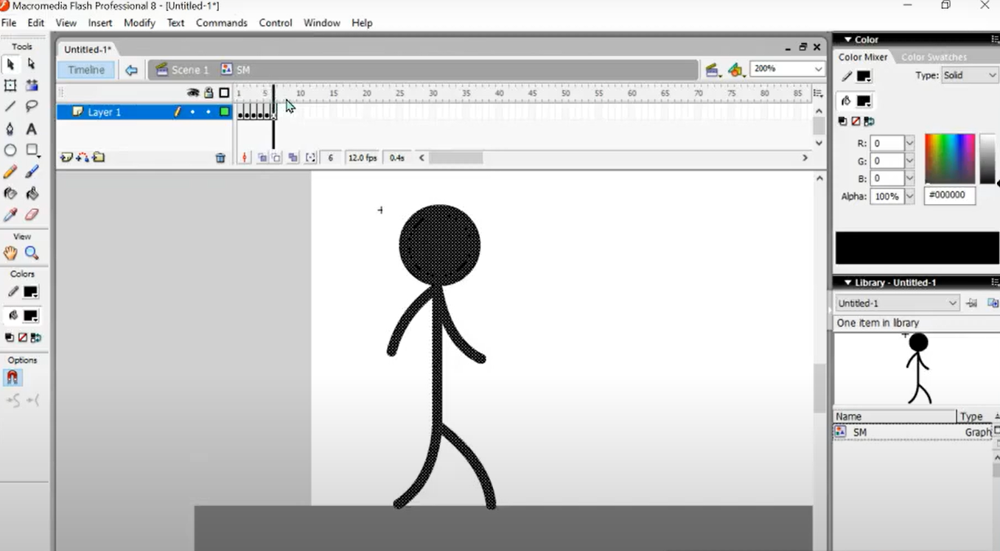 Macromedia Flash Professional 8 - [Untitled-1*]
File Edit View Insert Modify Text Commands Control Window Help
Tools
View
Colors
Options
Untitled-1*
Timeline
Scene 1 SM
200%
1 5 10 15 20 25 30 35 40 45 50 55 60 65 70 75 80 85
Layer 1
6 12.0 fps 0.4s
Color
Color Mixer Color Swatches
Type: Solid
R: 0
G: 0
B: 0
Alpha: 100% #000000
Library - Untitled-1
Untitled-1
One item in library
Name Type
SM Graph